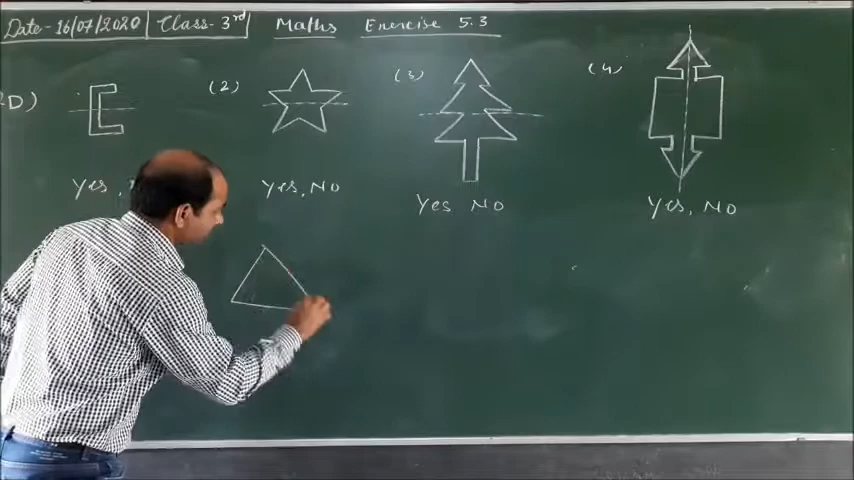 Date- 16/07/2020 Class- 3rd Maths Exercise 5.3
D) (2) (3) (4)
Yes, Yes, No Yes No Yes, No